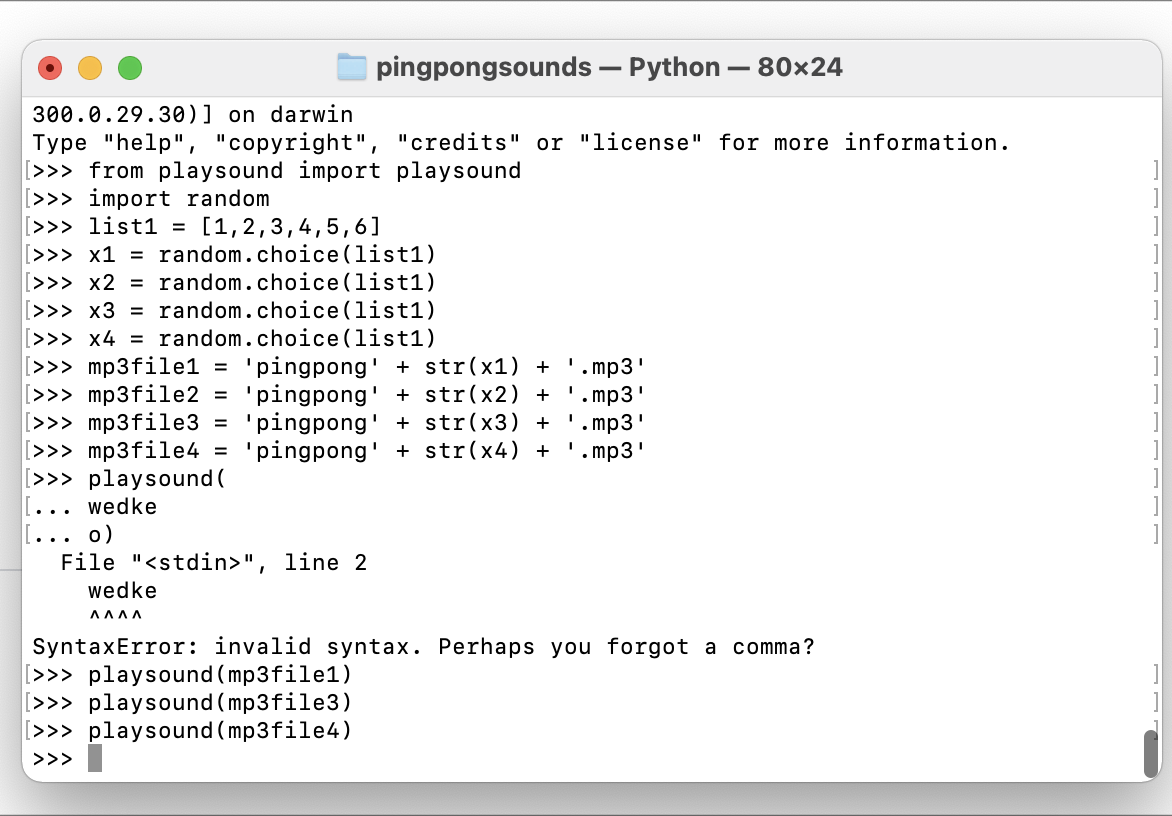 pingpongsounds — Python — 80×24
300.0.29.30)] on darwin
Type "help", "copyright", "credits" or "license" for more information.
[>>> from playsound import playsound ]
[>>> import random ]
[>>> list1 = [1,2,3,4,5,6] ]
[>>> x1 = random.choice(list1) ]
[>>> x2 = random.choice(list1) ]
[>>> x3 = random.choice(list1) ]
[>>> x4 = random.choice(list1) ]
[>>> mp3file1 = 'pingpong' + str(x1) + '.mp3' ]
[>>> mp3file2 = 'pingpong' + str(x2) + '.mp3' ]
[>>> mp3file3 = 'pingpong' + str(x3) + '.mp3' ]
[>>> mp3file4 = 'pingpong' + str(x4) + '.mp3' ]
[>>> playsound( ]
[... wedke ]
[... o) ]
  File "<stdin>", line 2
    wedke
    ^^^^
SyntaxError: invalid syntax. Perhaps you forgot a comma?
[>>> playsound(mp3file1) ]
[>>> playsound(mp3file3) ]
[>>> playsound(mp3file4) ]
>>>